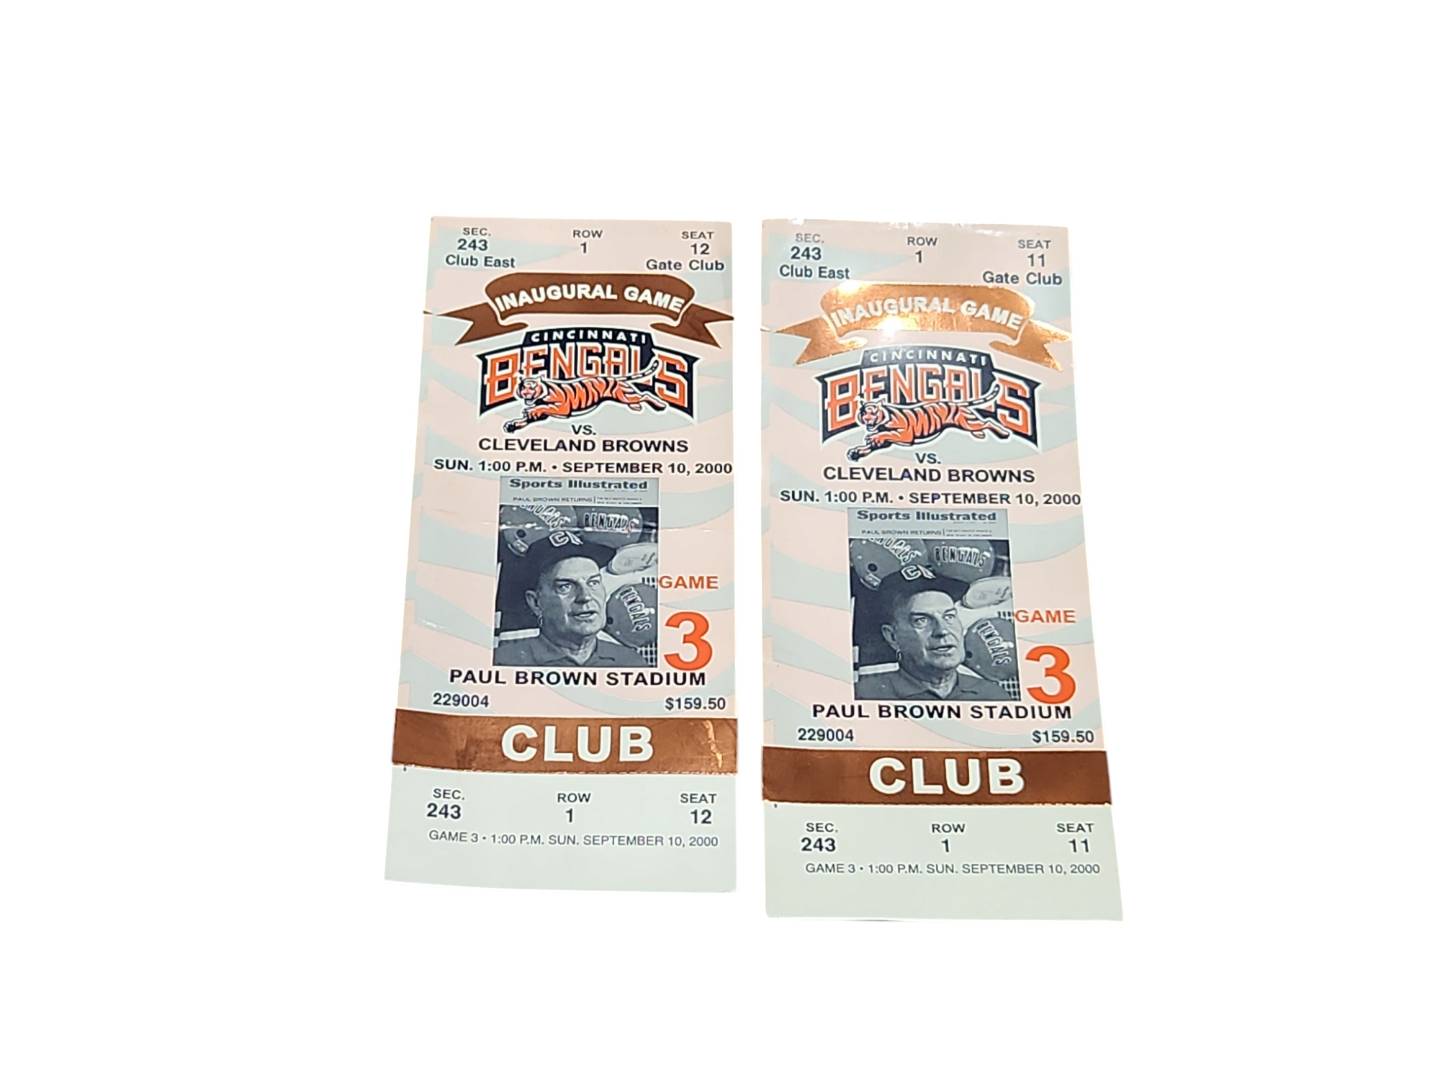 SEC. ROW SEAT
243 1 12
Club East Gate Club
INAUGURAL GAME
CINCINNATI
BENGALS
VS.
CLEVELAND BROWNS
SUN. 1:00 P.M. • SEPTEMBER 10, 2000
Sports Illustrated
PAUL BROWN RETURNS
BENGALS
BENGALS
GAME
3
PAUL BROWN STADIUM
229004 $159.50
CLUB
SEC. ROW SEAT
243 1 12
GAME 3 • 1:00 P.M. SUN. SEPTEMBER 10, 2000
SEC. ROW SEAT
243 1 11
Club East Gate Club
INAUGURAL GAME
CINCINNATI
BENGALS
VS.
CLEVELAND BROWNS
SUN. 1:00 P.M. • SEPTEMBER 10, 2000
Sports Illustrated
PAUL BROWN RETURNS
BENGALS
BENGALS
GAME
3
PAUL BROWN STADIUM
229004 $159.50
CLUB
SEC. ROW SEAT
243 1 11
GAME 3 • 1:00 P.M. SUN. SEPTEMBER 10, 2000